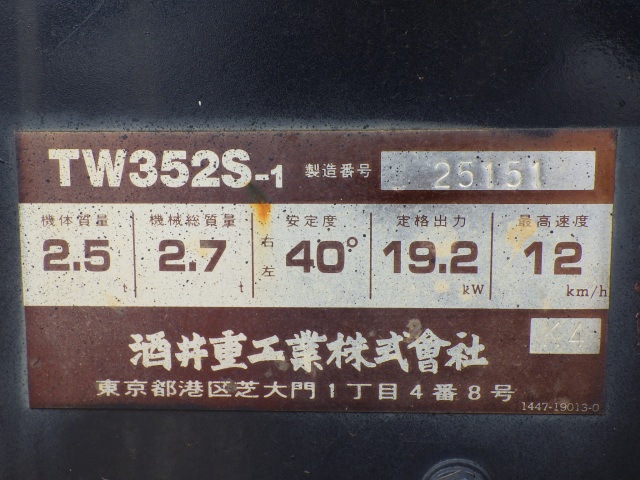 TW352S-1 製造番号 25151
機体質量 機械総質量 安定度 定格出力 最高速度
2.5 t 2.7 t 右左 40° 19.2 kW 12 km/h
K4
酒井重工業株式會社
東京都港区芝大門1丁目4番8号
1447-19013-0